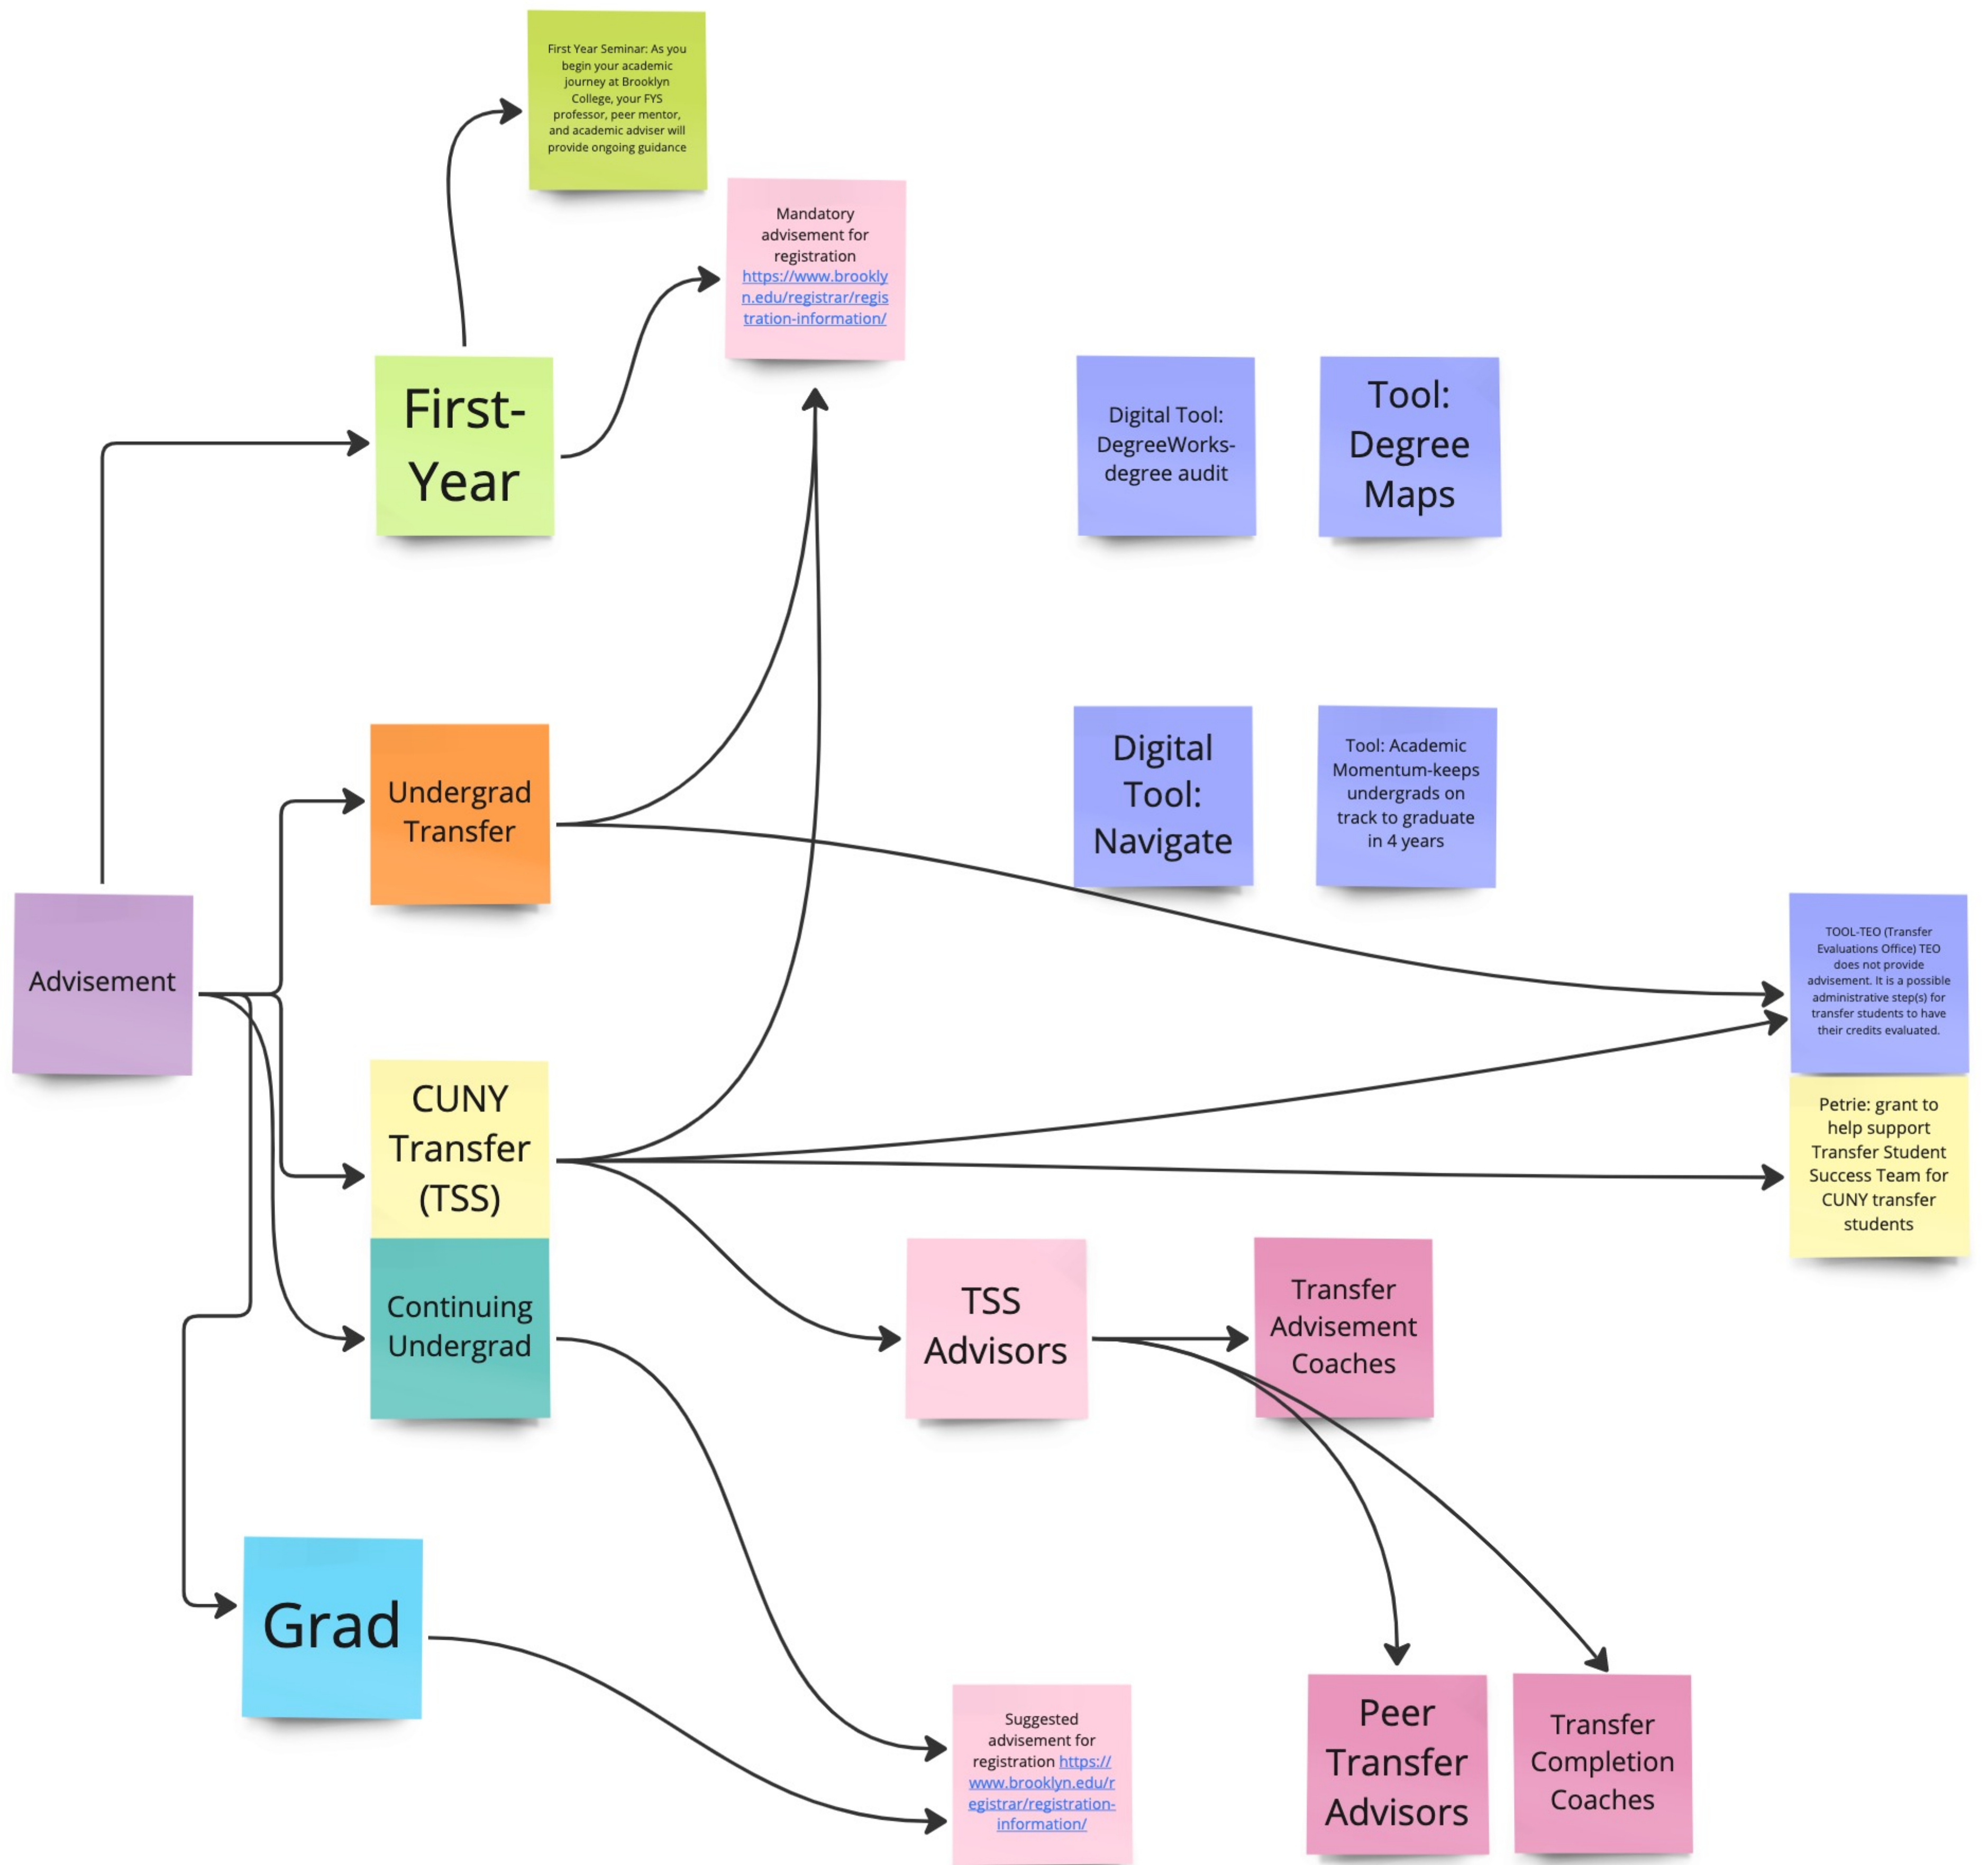 First Year Seminar: As you
begin your academic
journey at Brooklyn
College, your FYS
professor, peer mentor,
and academic adviser will
provide ongoing guidance
Mandatory
advisement for
registration
https://www.brookly
n.edu/registrar/regis
tration-information/
First-
Year
Digital Tool:
DegreeWorks-
degree audit
Tool:
Degree
Maps
Undergrad
Transfer
Digital
Tool:
Navigate
Tool: Academic
Momentum-keeps
undergrads on
track to graduate
in 4 years
Advisement
TOOL-TEO (Transfer
Evaluations Office) TEO
does not provide
advisement. It is a possible
administrative step(s) for
transfer students to have
their credits evaluated.
CUNY
Transfer
(TSS)
Petrie: grant to
help support
Transfer Student
Success Team for
CUNY transfer
students
Continuing
Undergrad
TSS
Advisors
Transfer
Advisement
Coaches
Grad
Suggested
advisement for
registration https://
www.brooklyn.edu/r
egistrar/registration-
information/
Peer
Transfer
Advisors
Transfer
Completion
Coaches